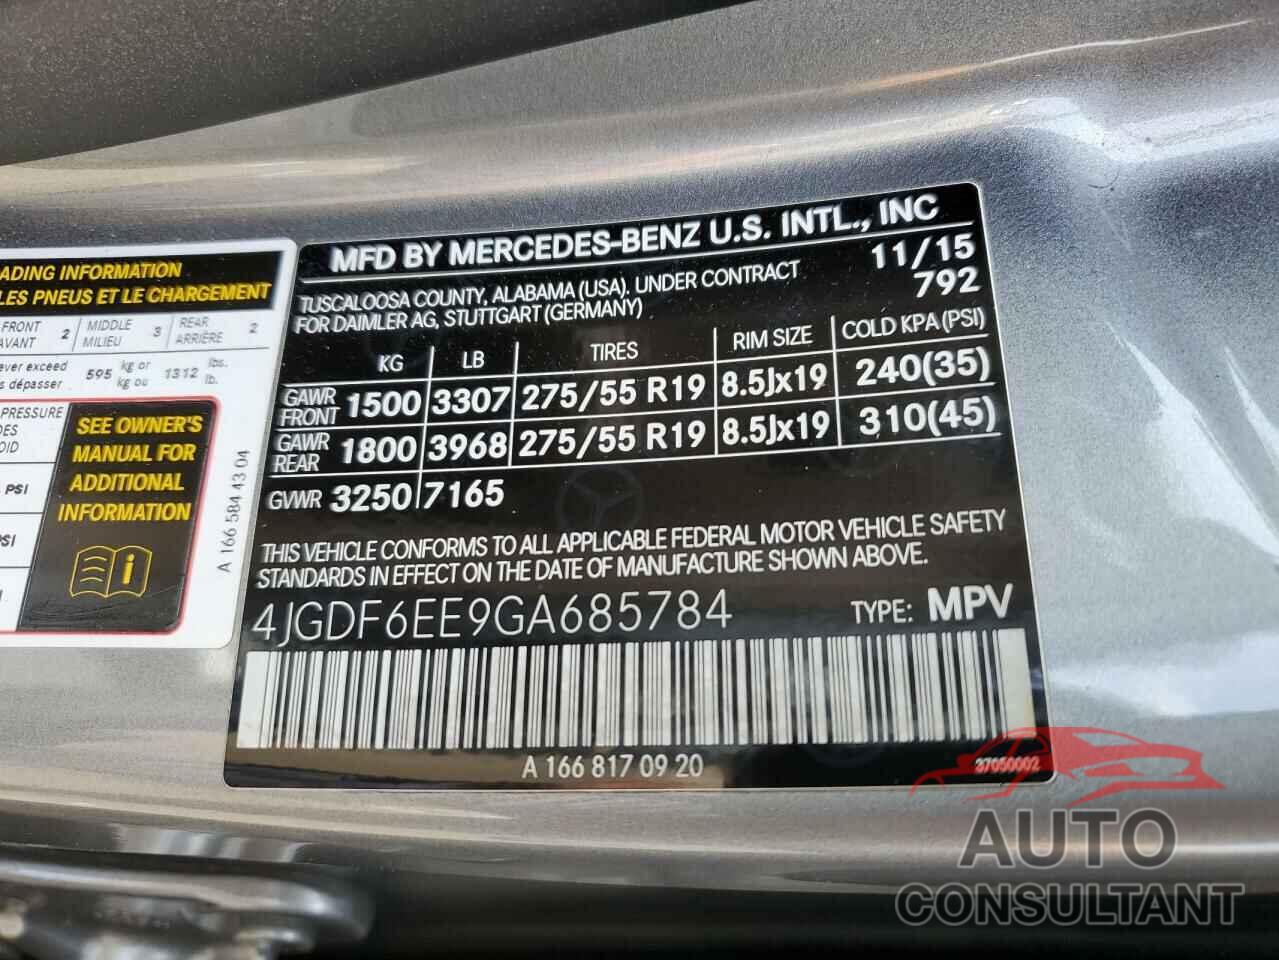 MFD BY MERCEDES-BENZ U.S. INTL., INC
TUSCALOOSA COUNTY, ALABAMA (USA). UNDER CONTRACT 11/15
FOR DAIMLER AG, STUTTGART (GERMANY) 792
KG LB TIRES RIM SIZE COLD KPA (PSI)
GAWR FRONT 1500 3307 275/55 R19 8.5Jx19 240(35)
GAWR REAR 1800 3968 275/55 R19 8.5Jx19 310(45)
GVWR 3250 7165
THIS VEHICLE CONFORMS TO ALL APPLICABLE FEDERAL MOTOR VEHICLE SAFETY
STANDARDS IN EFFECT ON THE DATE OF MANUFACTURE SHOWN ABOVE.
4JGDF6EE9GA685784 TYPE: MPV
A 166 817 09 20 37050002
ADING INFORMATION
LES PNEUS ET LE CHARGEMENT
FRONT AVANT 2 MIDDLE MILIEU 3 REAR ARRIÈRE 2
ever exceed
s dépasser 595 kg or kg ou 1312 lbs. lb.
PRESSURE
DES
OID
PSI
PSI
SEE OWNER'S
MANUAL FOR
ADDITIONAL
INFORMATION
A 166 584 43 04
AUTO
CONSULTANT